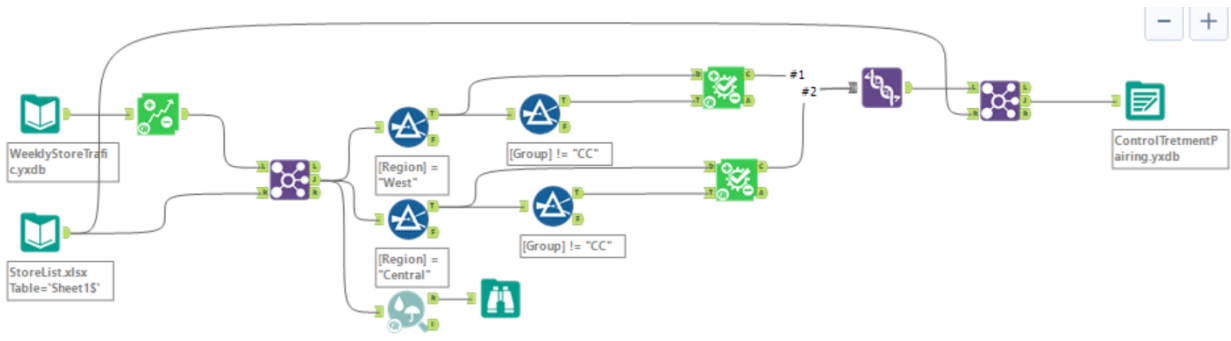 #1
#2
WeeklyStoreTrafi
c.yxdb
[Region] =
"West"
[Group] != "CC"
ControlTretmentP
airing.yxdb
StoreList.xlsx
Table=`Sheet1$`
[Region] =
"Central"
[Group] != "CC"